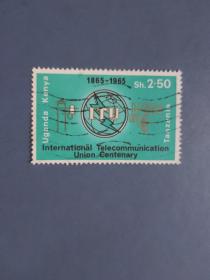 1865-1965
Sh.2·50
Uganda Kenya
ITU
Tanzania
International Telecommunication
Union Centenary